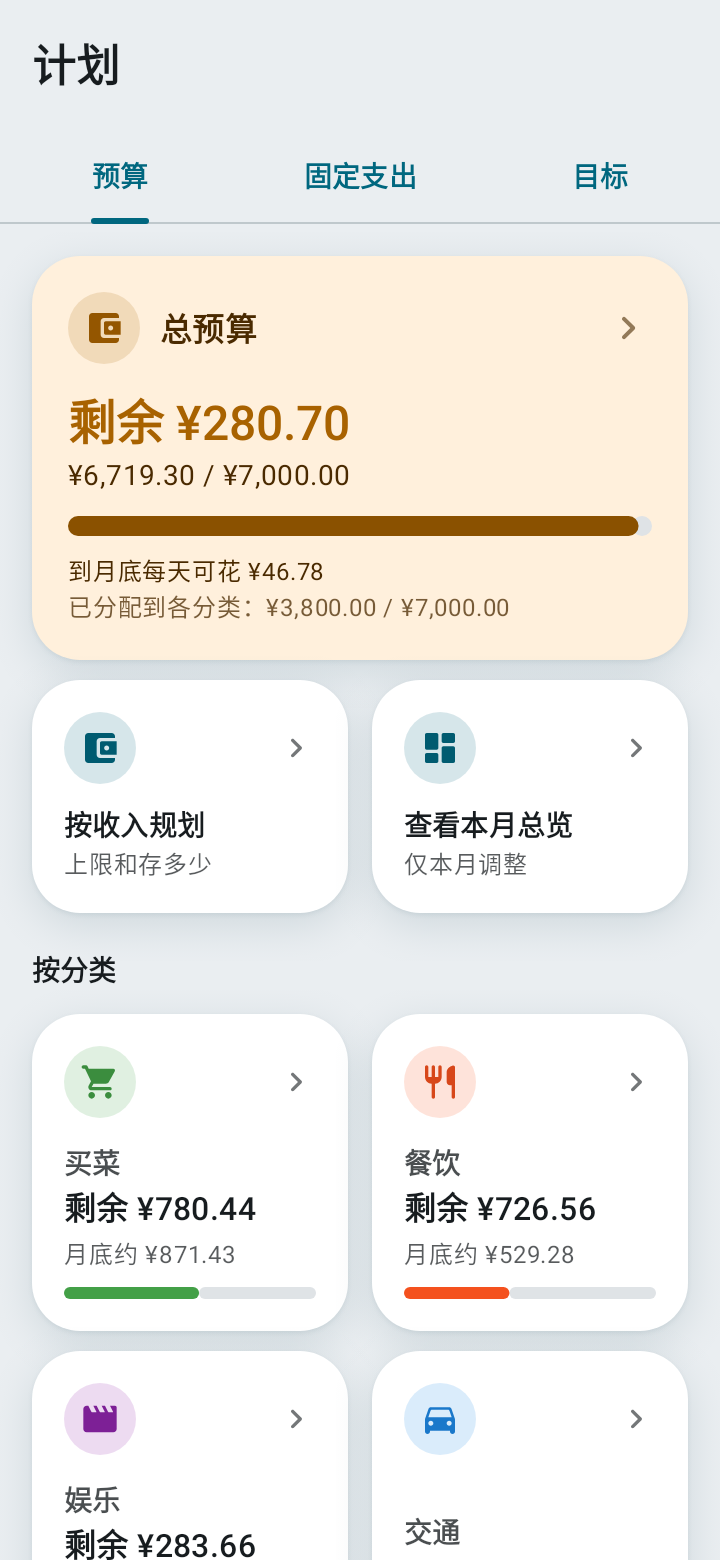 计划
预算
固定支出
目标
总预算
剩余 ¥280.70
¥6,719.30 / ¥7,000.00
到月底每天可花 ¥46.78
已分配到各分类：¥3,800.00 / ¥7,000.00
按收入规划
上限和存多少
查看本月总览
仅本月调整
按分类
买菜
剩余 ¥780.44
月底约 ¥871.43
餐饮
剩余 ¥726.56
月底约 ¥529.28
娱乐
剩余 ¥283.66
交通